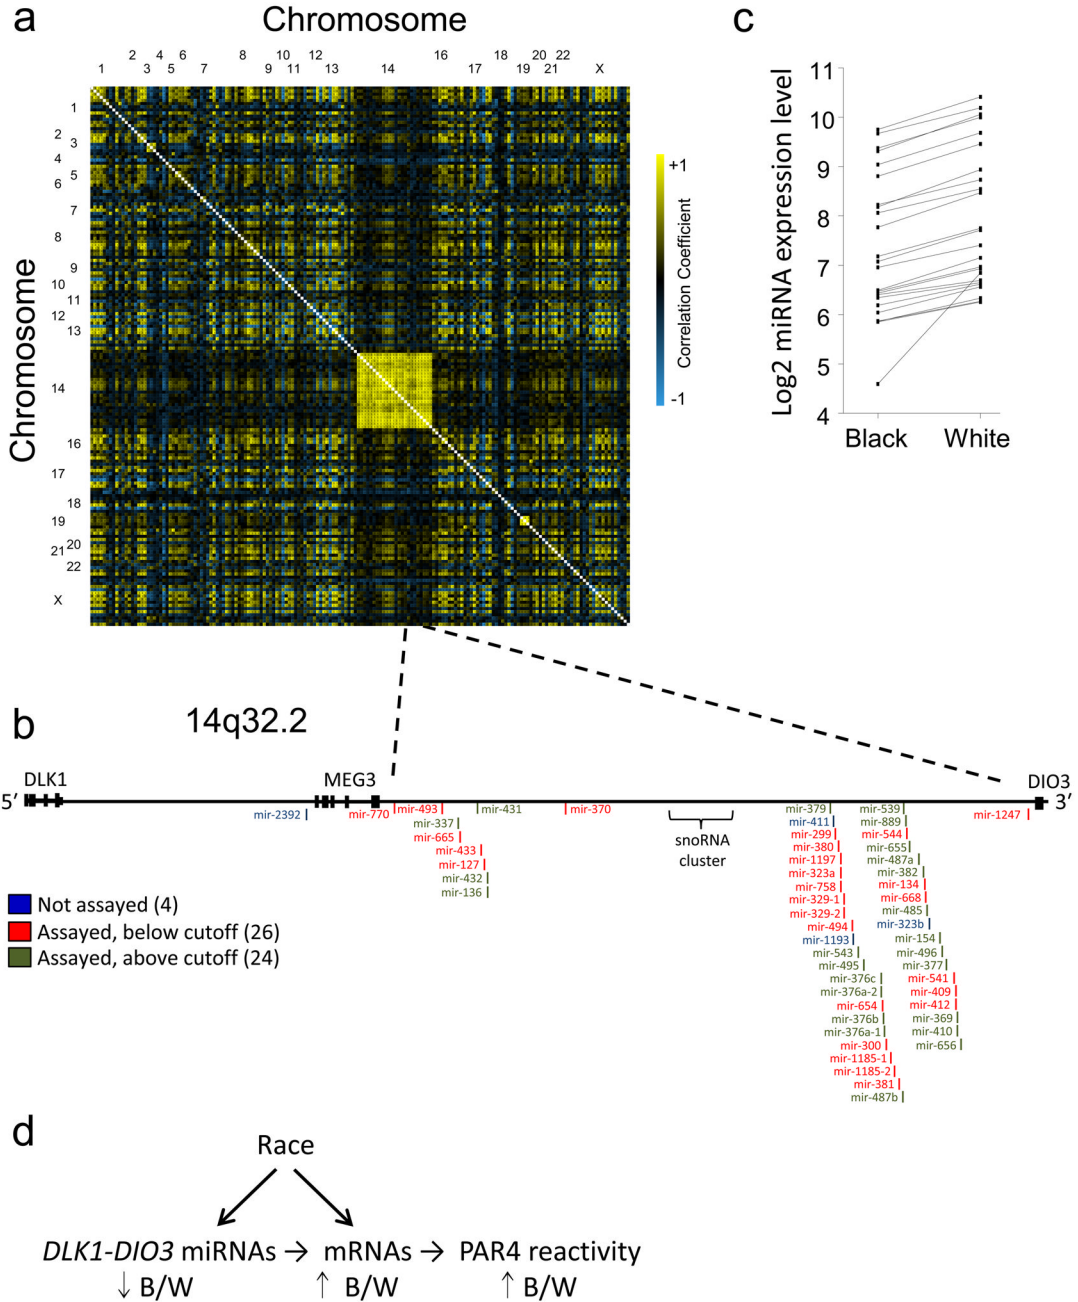 a
Chromosome
2 4 6 8 10 12 16 18 20 22
1 3 5 7 9 11 13 14 17 19 21 X
Chromosome
1
2
3
4
5
6
7
8
9
10
11
12
13
14
16
17
18
19
20
21
22
X
+1
Correlation Coefficient
-1
c
Log2 miRNA expression level
11
10
9
8
7
6
5
4
Black White
b
14q32.2
5′ DLK1 MEG3 DIO3 3′
mir-2392
mir-770
mir-493
mir-337
mir-665
mir-433
mir-127
mir-432
mir-136
mir-431
mir-370
snoRNA
cluster
mir-379
mir-411
mir-299
mir-380
mir-1197
mir-323a
mir-758
mir-329-1
mir-329-2
mir-494
mir-1193
mir-543
mir-495
mir-376c
mir-376a-2
mir-654
mir-376b
mir-376a-1
mir-300
mir-1185-1
mir-1185-2
mir-381
mir-487b
mir-539
mir-889
mir-544
mir-655
mir-487a
mir-382
mir-134
mir-668
mir-485
mir-323b
mir-154
mir-496
mir-377
mir-541
mir-409
mir-412
mir-369
mir-410
mir-656
mir-1247
Not assayed (4)
Assayed, below cutoff (26)
Assayed, above cutoff (24)
d
Race
DLK1-DIO3 miRNAs → mRNAs → PAR4 reactivity
↓ B/W ↑ B/W ↑ B/W